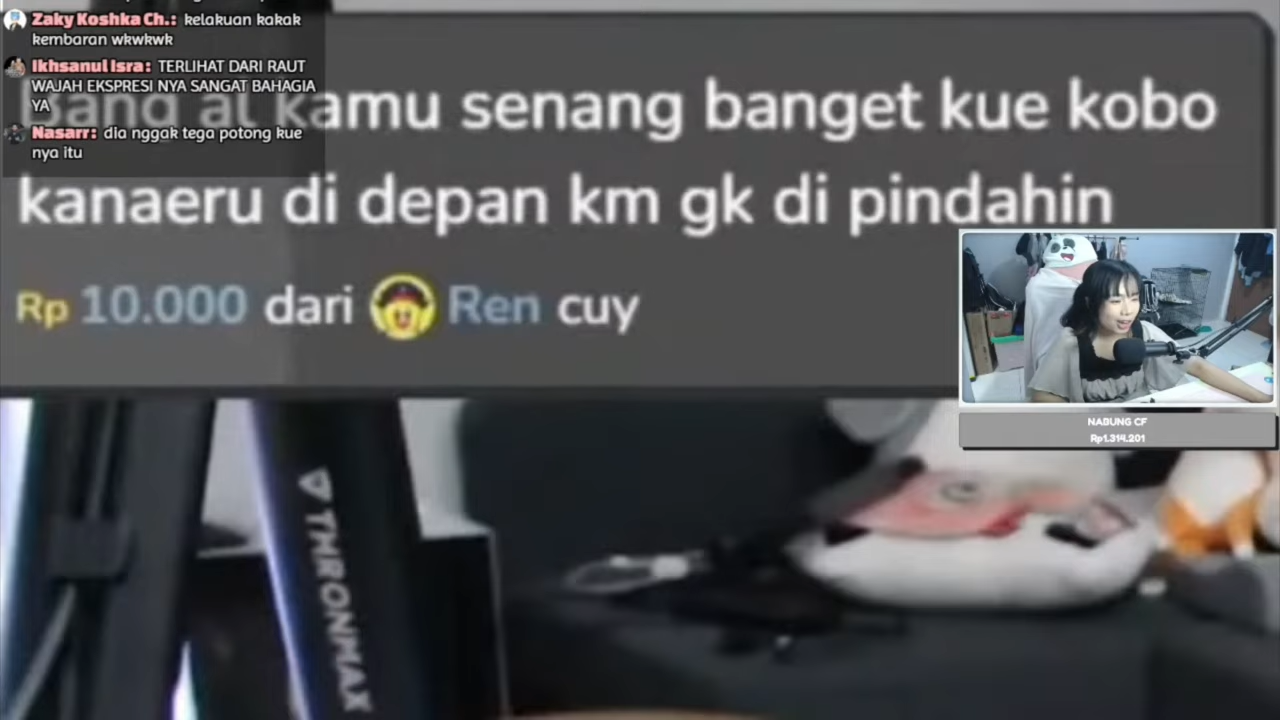 Zaky Koshka Ch.: kelakuan kakak
kembaran wkwkwk
Ikhsanul Isra: TERLIHAT DARI RAUT
WAJAH EKSPRESI NYA SANGAT BAHAGIA
YA
Nasarr: dia nggak tega potong kue
nya itu
Bang al kamu senang banget kue kobo
kanaeru di depan km gk di pindahin
Rp 10.000 dari Ren cuy
NABUNG CF
Rp1.314.201
THRONMAX